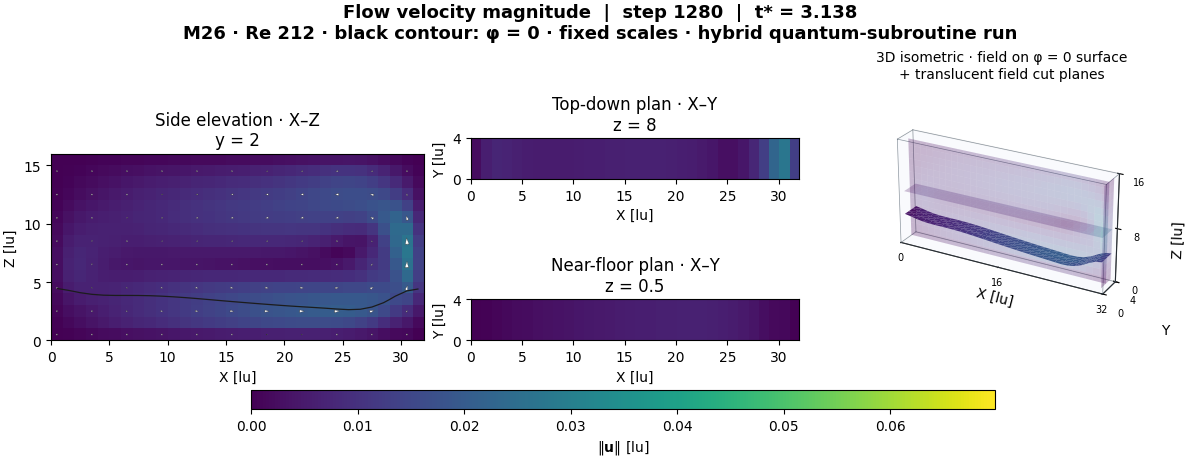 Flow velocity magnitude | step 1280 | t* = 3.138
M26 · Re 212 · black contour: φ = 0 · fixed scales · hybrid quantum-subroutine run
3D isometric · field on φ = 0 surface
+ translucent field cut planes
Side elevation · X–Z
y = 2
15
10
5
0
Z [lu]
0 5 10 15 20 25 30
X [lu]
Top-down plan · X–Y
z = 8
4
0
Y [lu]
0 5 10 15 20 25 30
X [lu]
Near-floor plan · X–Y
z = 0.5
4
0
Y [lu]
0 5 10 15 20 25 30
X [lu]
16
8
0
Z [lu]
0
16
32
X [lu]
4
0
Y
0.00 0.01 0.02 0.03 0.04 0.05 0.06
‖u‖ [lu]